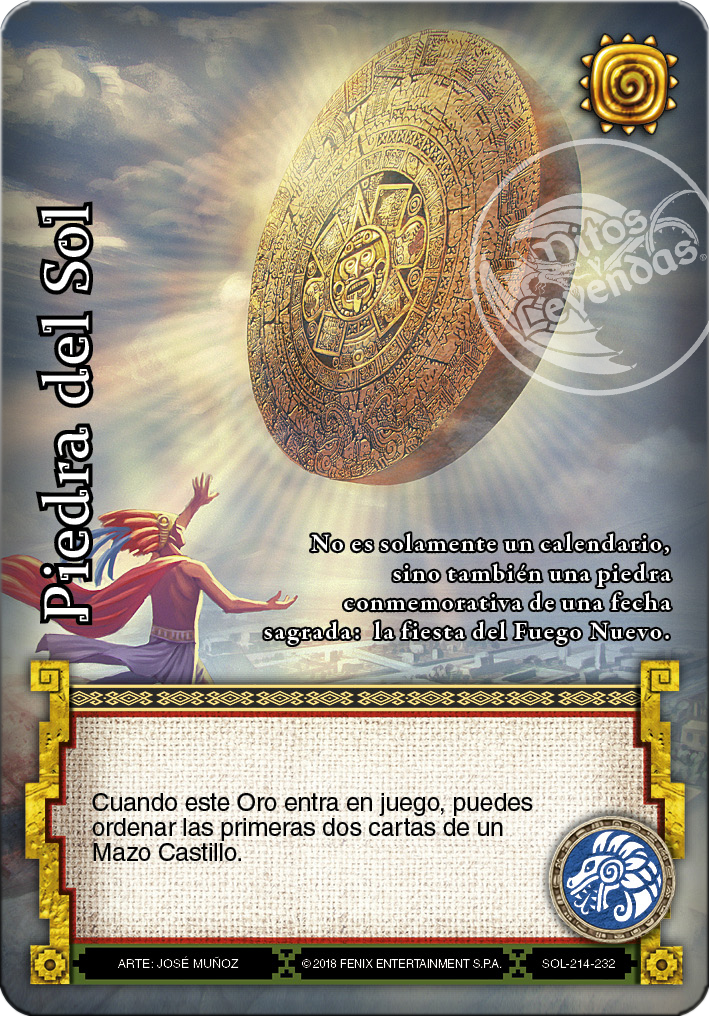 Piedra del Sol
Mitos
y
Leyendas
No es solamente un calendario,
sino también una piedra
conmemorativa de una fecha
sagrada: la fiesta del Fuego Nuevo.
Cuando este Oro entra en juego, puedes
ordenar las primeras dos cartas de un
Mazo Castillo.
ARTE: JOSÉ MUÑOZ
© 2018 FENIX ENTERTAINMENT S.P.A.
SOL-214-232